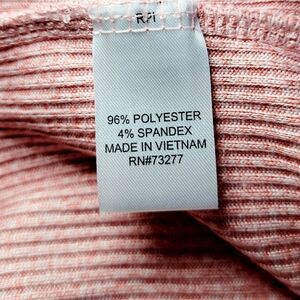 96% POLYESTER
4% SPANDEX
MADE IN VIETNAM
RN#73277